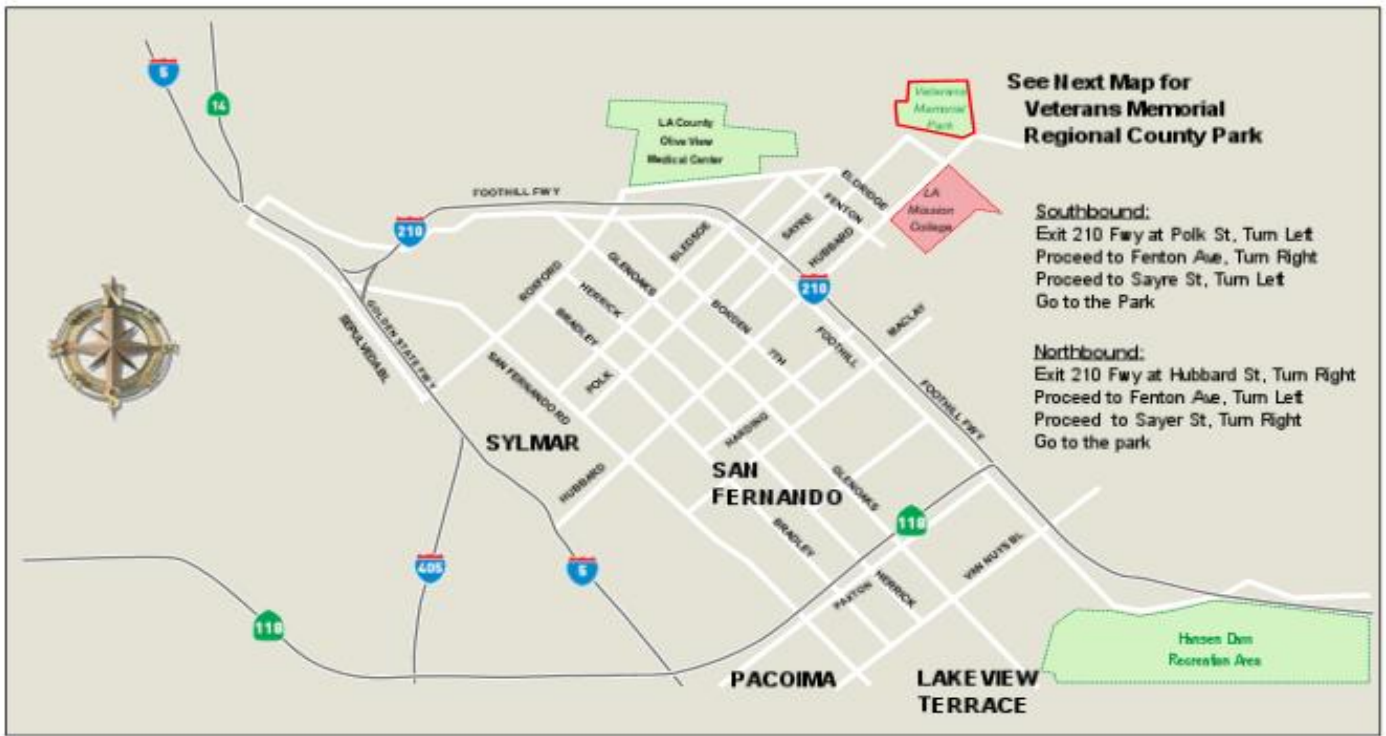 5
14
See Next Map for
Veterans Memorial
Regional County Park
Veterans
Memorial
Park
LA County
Olive View
Medical Center
LA
Mission
College
FOOTHILL FWY
210
ELDRIDGE
FENTON
SAYRE
HUBBARD
BLEDSOE
ROXFORD
GLENOAKS
HERRICK
BRADLEY
POLK
BORDEN
7TH
FOOTHILL
MACLAY
210
FOOTHILL FWY
Southbound:
Exit 210 Fwy at Polk St, Turn Left
Proceed to Fenton Ave, Turn Right
Proceed to Sayre St, Turn Left
Go to the Park
Northbound:
Exit 210 Fwy at Hubbard St, Turn Right
Proceed to Fenton Ave, Turn Left
Proceed to Sayer St, Turn Right
Go to the park
N
S
GOLDEN STATE FWY
SEPULVEDA BL
SAN FERNANDO RD
SYLMAR
HUBBARD
HARDING
SAN
FERNANDO
GLENOAKS
BRADLEY
118
VAN NUYS BL
PAXTON
HERRICK
405
5
118
PACOIMA
LAKEVIEW
TERRACE
Hansen Dam
Recreation Area